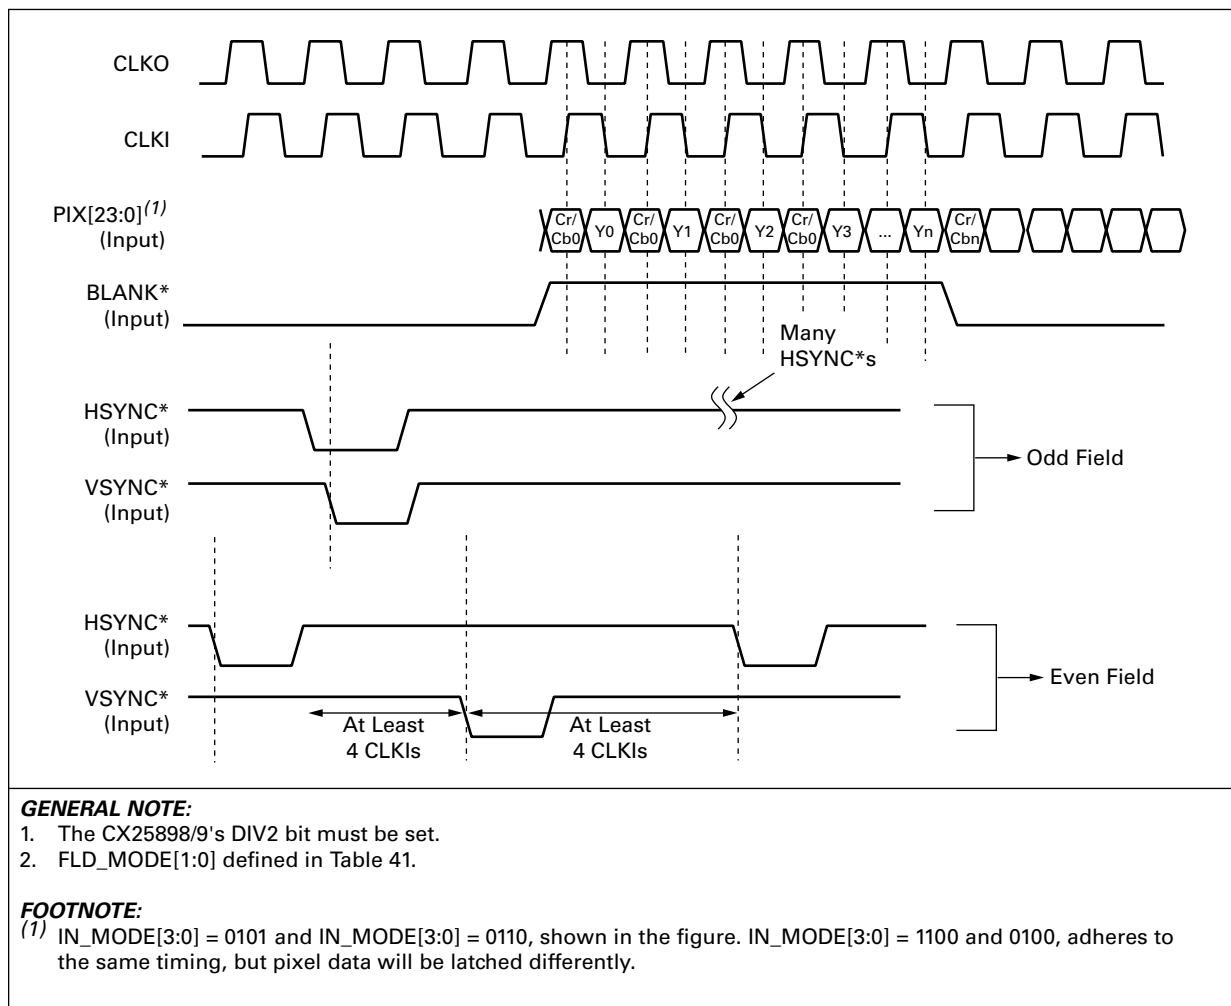 CLKO
CLKI
PIX[23:0](1)
(Input)
Cr/
Cb0
Y0
Cr/
Cb0
Y1
Cr/
Cb0
Y2
Cr/
Cb0
Y3
...
Yn
Cr/
Cbn
BLANK*
(Input)
Many
HSYNC*s
HSYNC*
(Input)
VSYNC*
(Input)
Odd Field
HSYNC*
(Input)
VSYNC*
(Input)
At Least
4 CLKIs
At Least
4 CLKIs
Even Field
GENERAL NOTE:
1. The CX25898/9's DIV2 bit must be set.
2. FLD_MODE[1:0] defined in Table 41.
FOOTNOTE:
(1) IN_MODE[3:0] = 0101 and IN_MODE[3:0] = 0110, shown in the figure. IN_MODE[3:0] = 1100 and 0100, adheres to
the same timing, but pixel data will be latched differently.